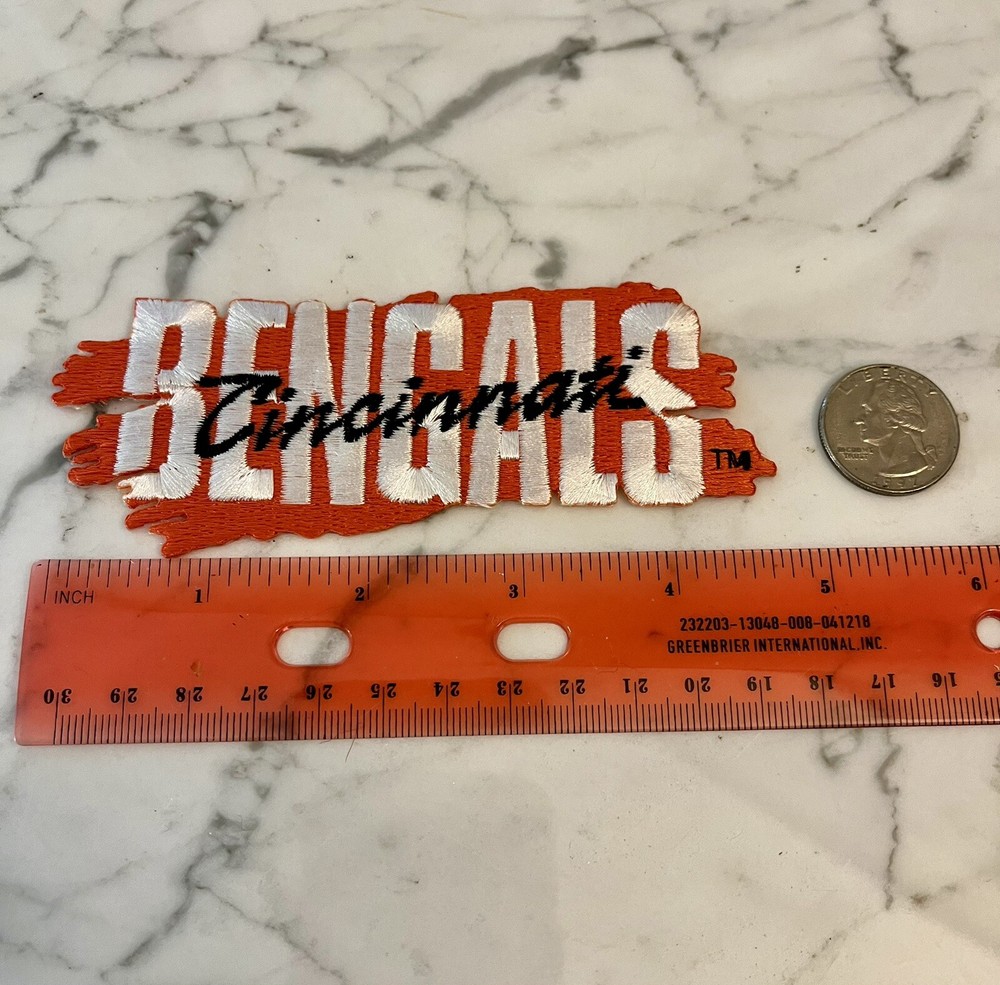 BENGALS
Cincinnati
TM
LIBERTY
INCH 1 2 3 4 5 6
232203-13048-008-041218
GREENBRIER INTERNATIONAL, INC.
30 29 28 27 26 25 24 23 22 21 20 19 18 17 16